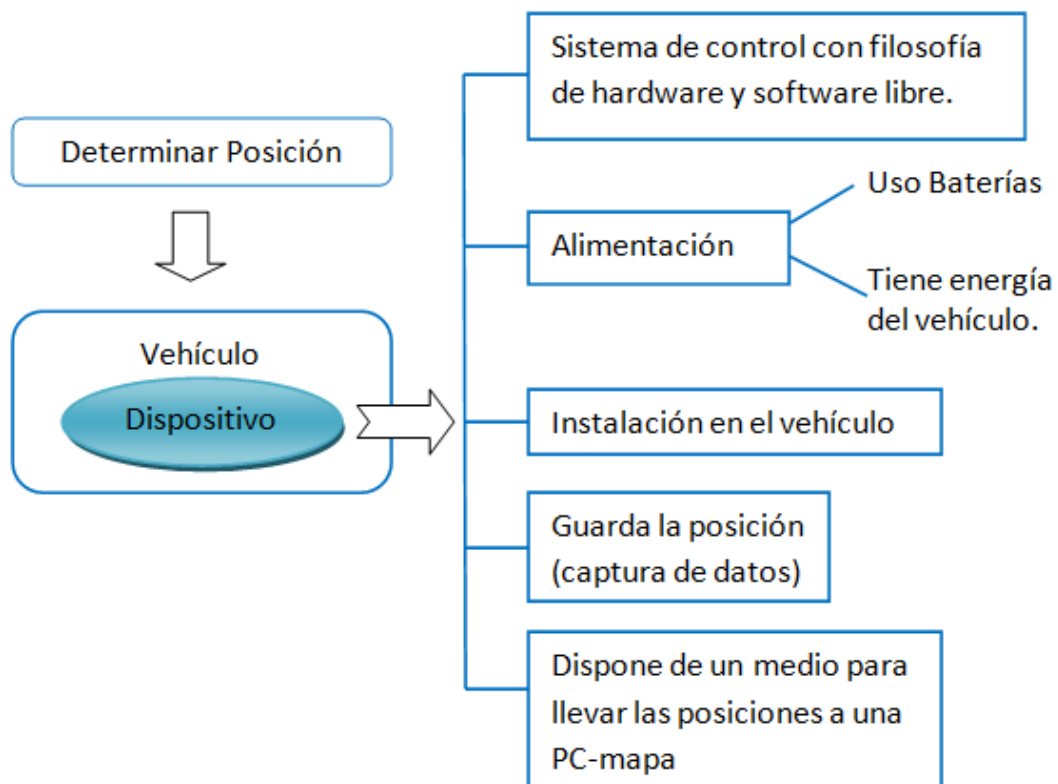 Determinar Posición
Vehículo
Dispositivo
Sistema de control con filosofía
de hardware y software libre.
Alimentación
Uso Baterías
Tiene energía
del vehículo.
Instalación en el vehículo
Guarda la posición
(captura de datos)
Dispone de un medio para
llevar las posiciones a una
PC-mapa